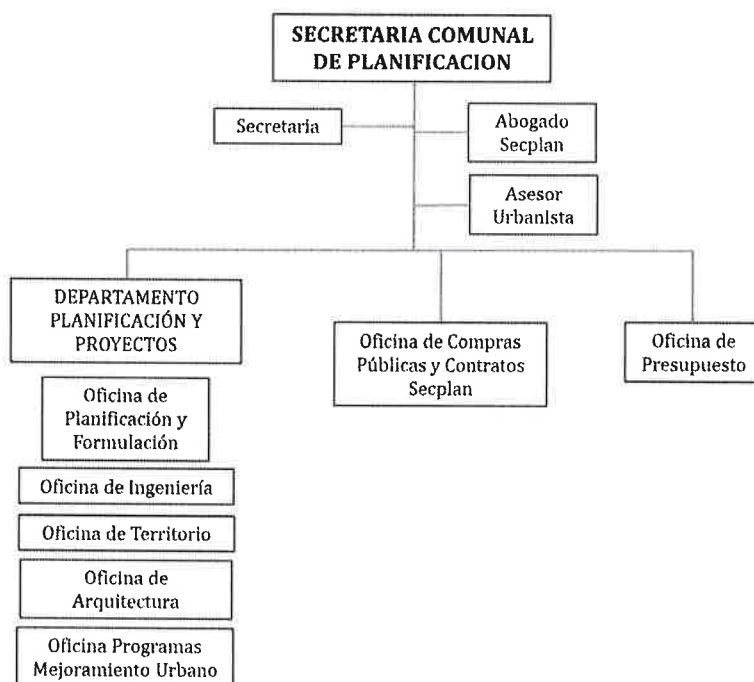 SECRETARIA COMUNAL
DE PLANIFICACION
Secretaria
Abogado
Secplan
Asesor
Urbanista
DEPARTAMENTO
PLANIFICACIÓN Y
PROYECTOS
Oficina de Compras
Públicas y Contratos
Secplan
Oficina de
Presupuesto
Oficina de
Planificación y
Formulación
Oficina de Ingeniería
Oficina de Territorio
Oficina de
Arquitectura
Oficina Programas
Mejoramiento Urbano